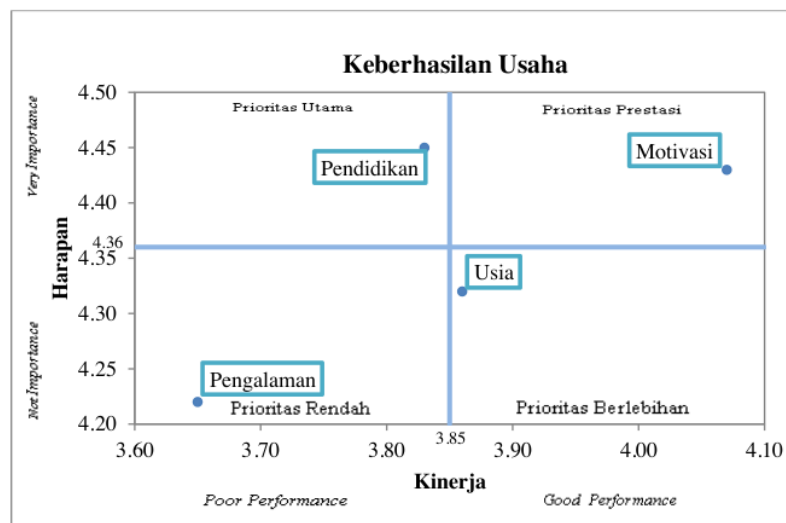 Keberhasilan Usaha
Very Importance
Not Importance
Harapan
4.50
4.45
4.40
4.36
4.35
4.30
4.25
4.20
Prioritas Utama
Prioritas Prestasi
Pendidikan
Motivasi
Usia
Pengalaman
Prioritas Rendah
Prioritas Berlebihan
3.60
3.70
3.80
3.85
3.90
4.00
4.10
Kinerja
Poor Performance
Good Performance